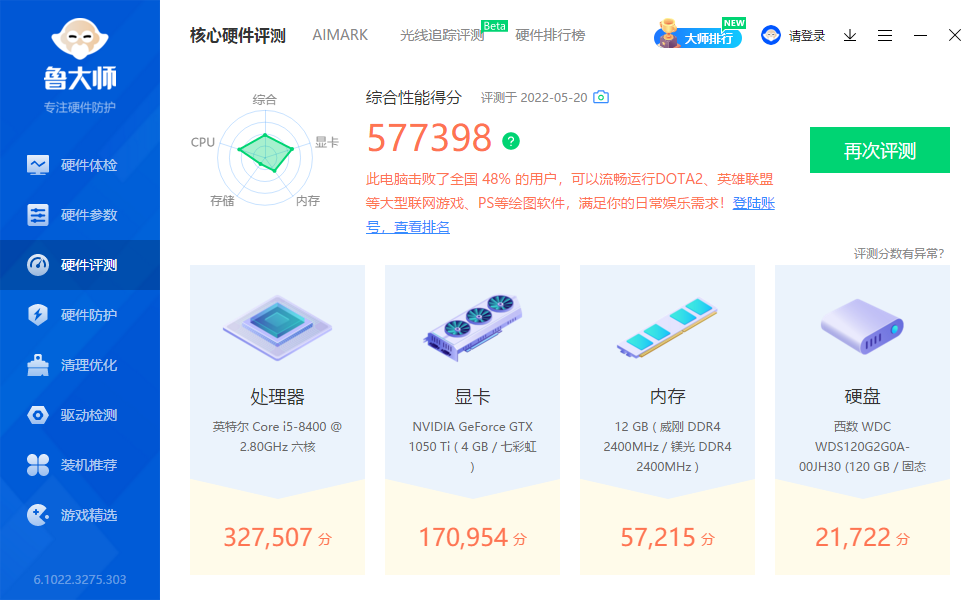 鲁大师
专注硬件防护
硬件体检
硬件参数
硬件评测
硬件防护
清理优化
驱动检测
装机推荐
游戏精选
6.1022.3275.303
核心硬件评测
AIMARK
光线追踪评测
Beta
硬件排行榜
大师排行
NEW
请登录
综合
CPU
显卡
存储
内存
综合性能得分
评测于 2022-05-20
577398
?
此电脑击败了全国 48% 的用户，可以流畅运行DOTA2、英雄联盟
等大型联网游戏、PS等绘图软件，满足你的日常娱乐需求！登陆账
号，查看排名
再次评测
评测分数有异常?
处理器
英特尔 Core i5-8400 @
2.80GHz 六核
327,507 分
显卡
NVIDIA GeForce GTX
1050 Ti ( 4 GB / 七彩虹
)
170,954 分
内存
12 GB ( 威刚 DDR4
2400MHz / 镁光 DDR4
2400MHz )
57,215 分
硬盘
西数 WDC
WDS120G2G0A-
00JH30 (120 GB / 固态
21,722 分